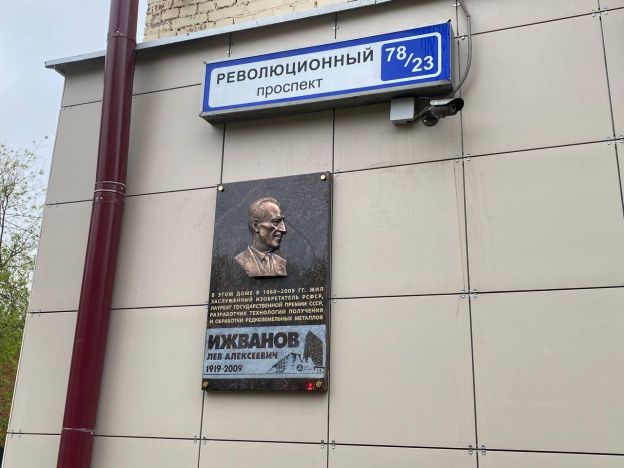 РЕВОЛЮЦИОННЫЙ
проспект
78/23
В ЭТОМ ДОМЕ В 1960-2009 ГГ. ЖИЛ
ЗАСЛУЖЕННЫЙ ИЗОБРЕТАТЕЛЬ РСФСР,
ЛАУРЕАТ ГОСУДАРСТВЕННОЙ ПРЕМИИ СССР,
РАЗРАБОТЧИК ТЕХНОЛОГИИ ПОЛУЧЕНИЯ
И ОБРАБОТКИ РЕДКОЗЕМЕЛЬНЫХ МЕТАЛЛОВ
ИЖВАНОВ
ЛЕВ АЛЕКСЕЕВИЧ
1919-2009